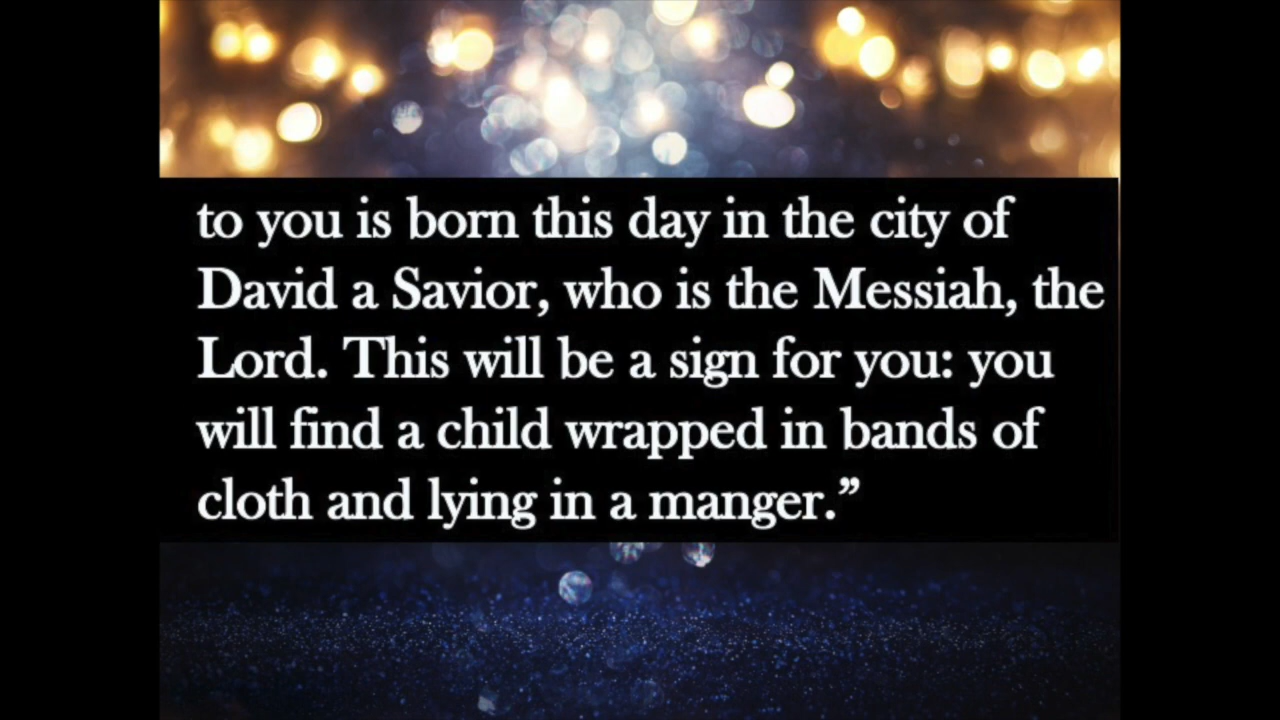 to you is born this day in the city of
David a Savior, who is the Messiah, the
Lord. This will be a sign for you: you
will find a child wrapped in bands of
cloth and lying in a manger.”